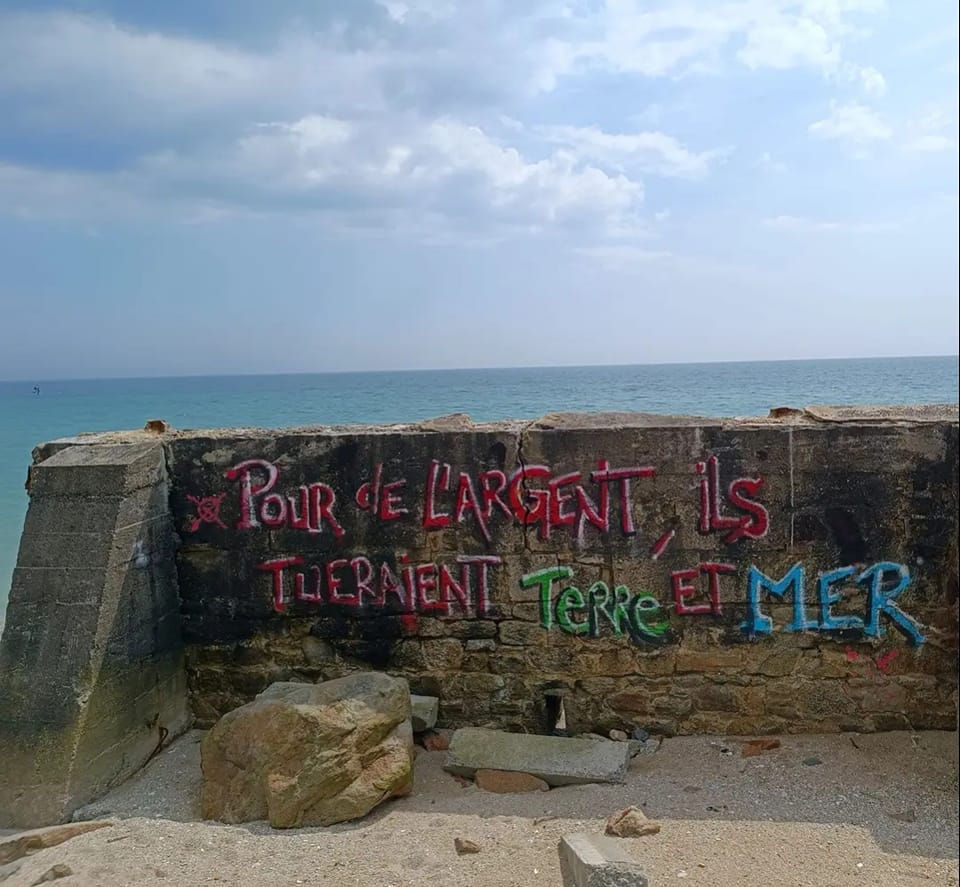 Pour de L'ARGENT, ILS
TUERAIENT Terre ET MER